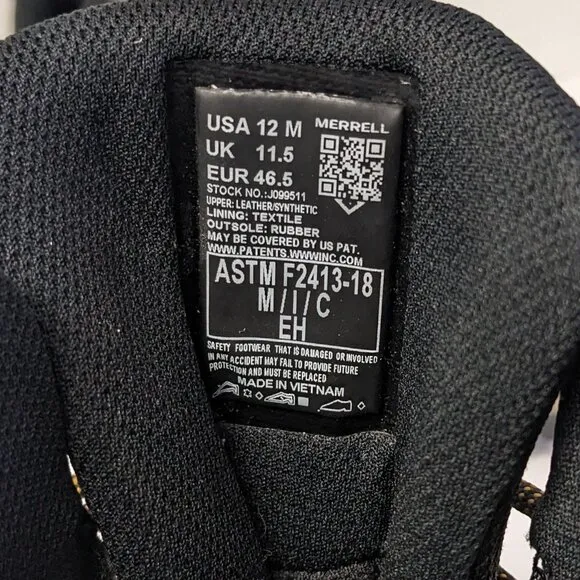 USA 12 M
MERRELL
UK 11.5
EUR 46.5
STOCK NO.:J099511
UPPER: LEATHER/SYNTHETIC
LINING: TEXTILE
OUTSOLE: RUBBER
MAY BE COVERED BY US PAT.
WWW.PATENTS.WWWINC.COM
ASTM F2413-18
M / I / C
EH
SAFETY FOOTWEAR THAT IS DAMAGED OR INVOLVED
IN ANY ACCIDENT MAY FAIL TO PROVIDE FUTURE
PROTECTION AND MUST BE REPLACED
MADE IN VIETNAM